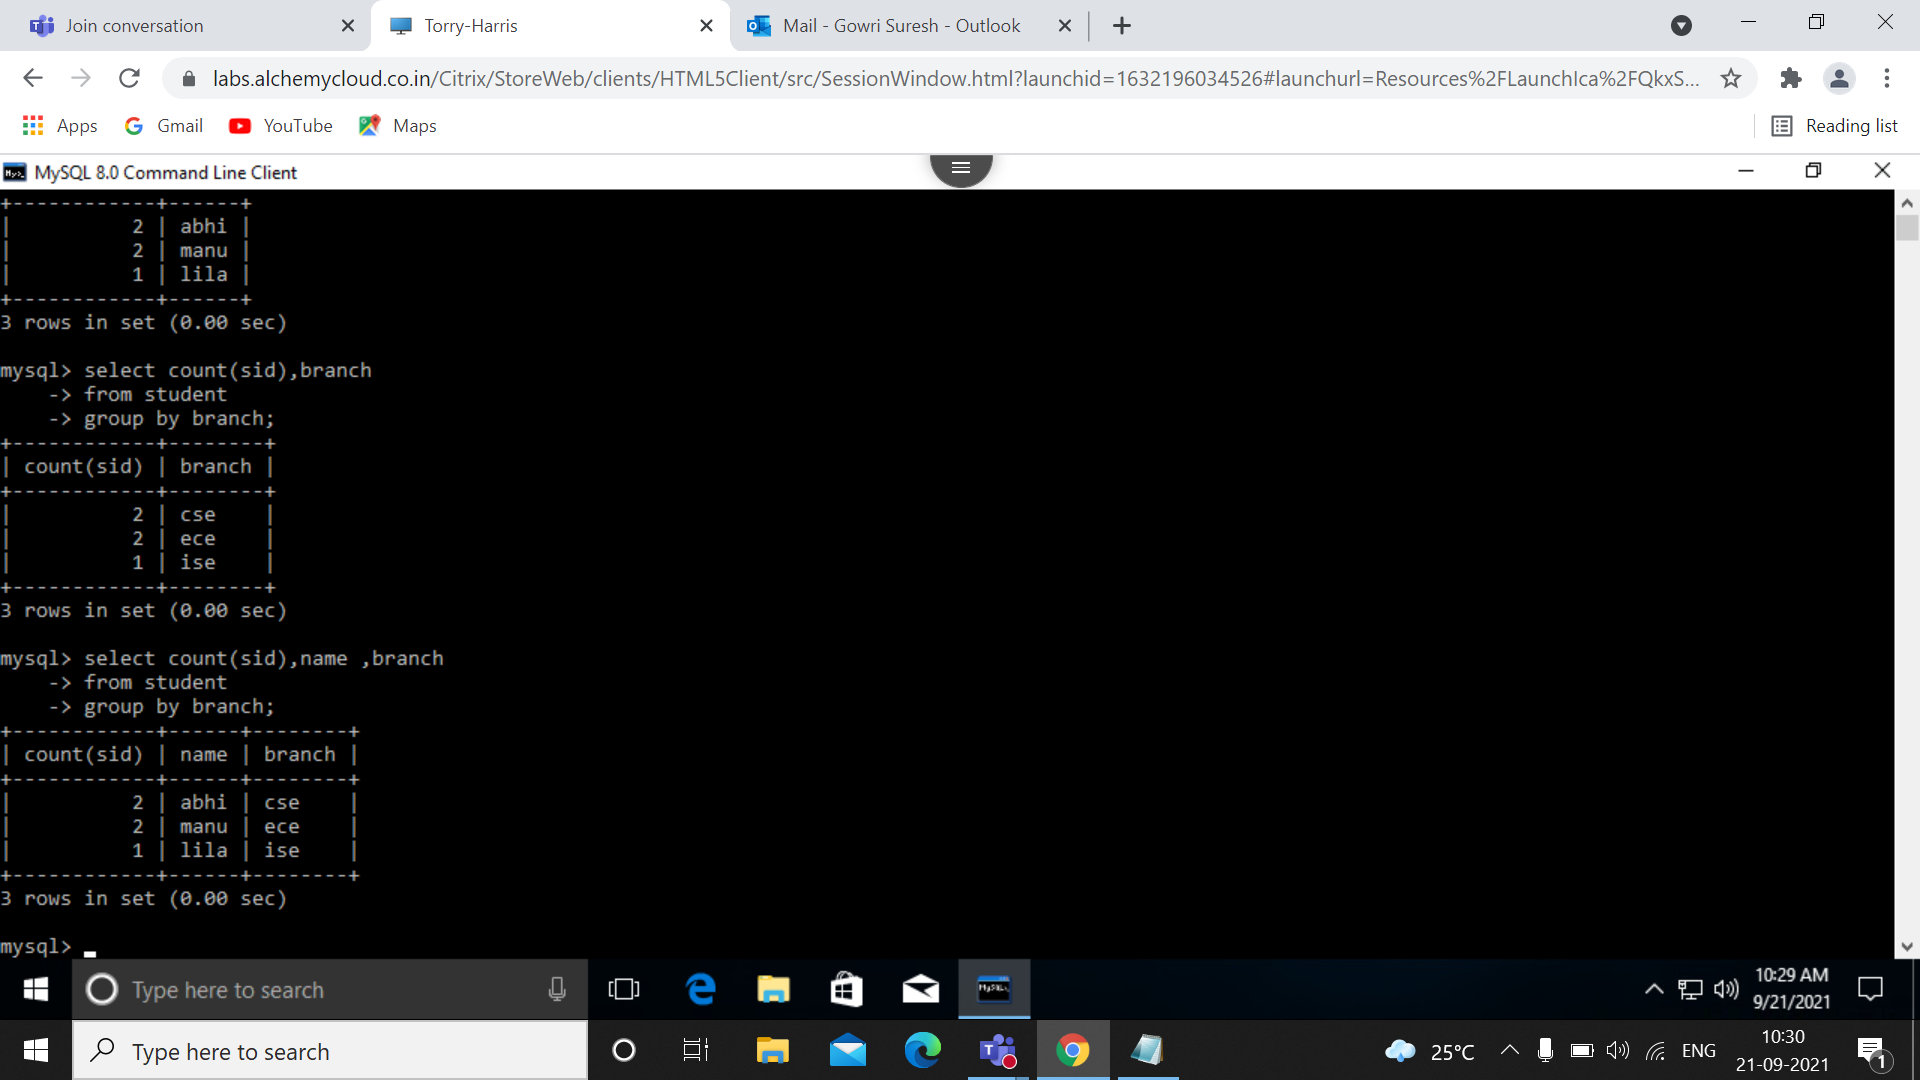 Join conversation
Torry-Harris
Mail - Gowri Suresh - Outlook
labs.alchemycloud.co.in/Citrix/StoreWeb/clients/HTML5Client/src/SessionWindow.html?launchid=1632196034526#launchurl=Resources%2FLaunchIca%2FQkxS...
Apps
Gmail
YouTube
Maps
Reading list
MySQL 8.0 Command Line Client
+------------+------+
|          2 | abhi |
|          2 | manu |
|          1 | lila |
+------------+------+
3 rows in set (0.00 sec)
mysql> select count(sid),branch
    -> from student
    -> group by branch;
+------------+--------+
| count(sid) | branch |
+------------+--------+
|          2 | cse    |
|          2 | ece    |
|          1 | ise    |
+------------+--------+
3 rows in set (0.00 sec)
mysql> select count(sid),name ,branch
    -> from student
    -> group by branch;
+------------+------+--------+
| count(sid) | name | branch |
+------------+------+--------+
|          2 | abhi | cse    |
|          2 | manu | ece    |
|          1 | lila | ise    |
+------------+------+--------+
3 rows in set (0.00 sec)
mysql> _
Type here to search
10:29 AM
9/21/2021
Type here to search
25°C
ENG
10:30
21-09-2021
1